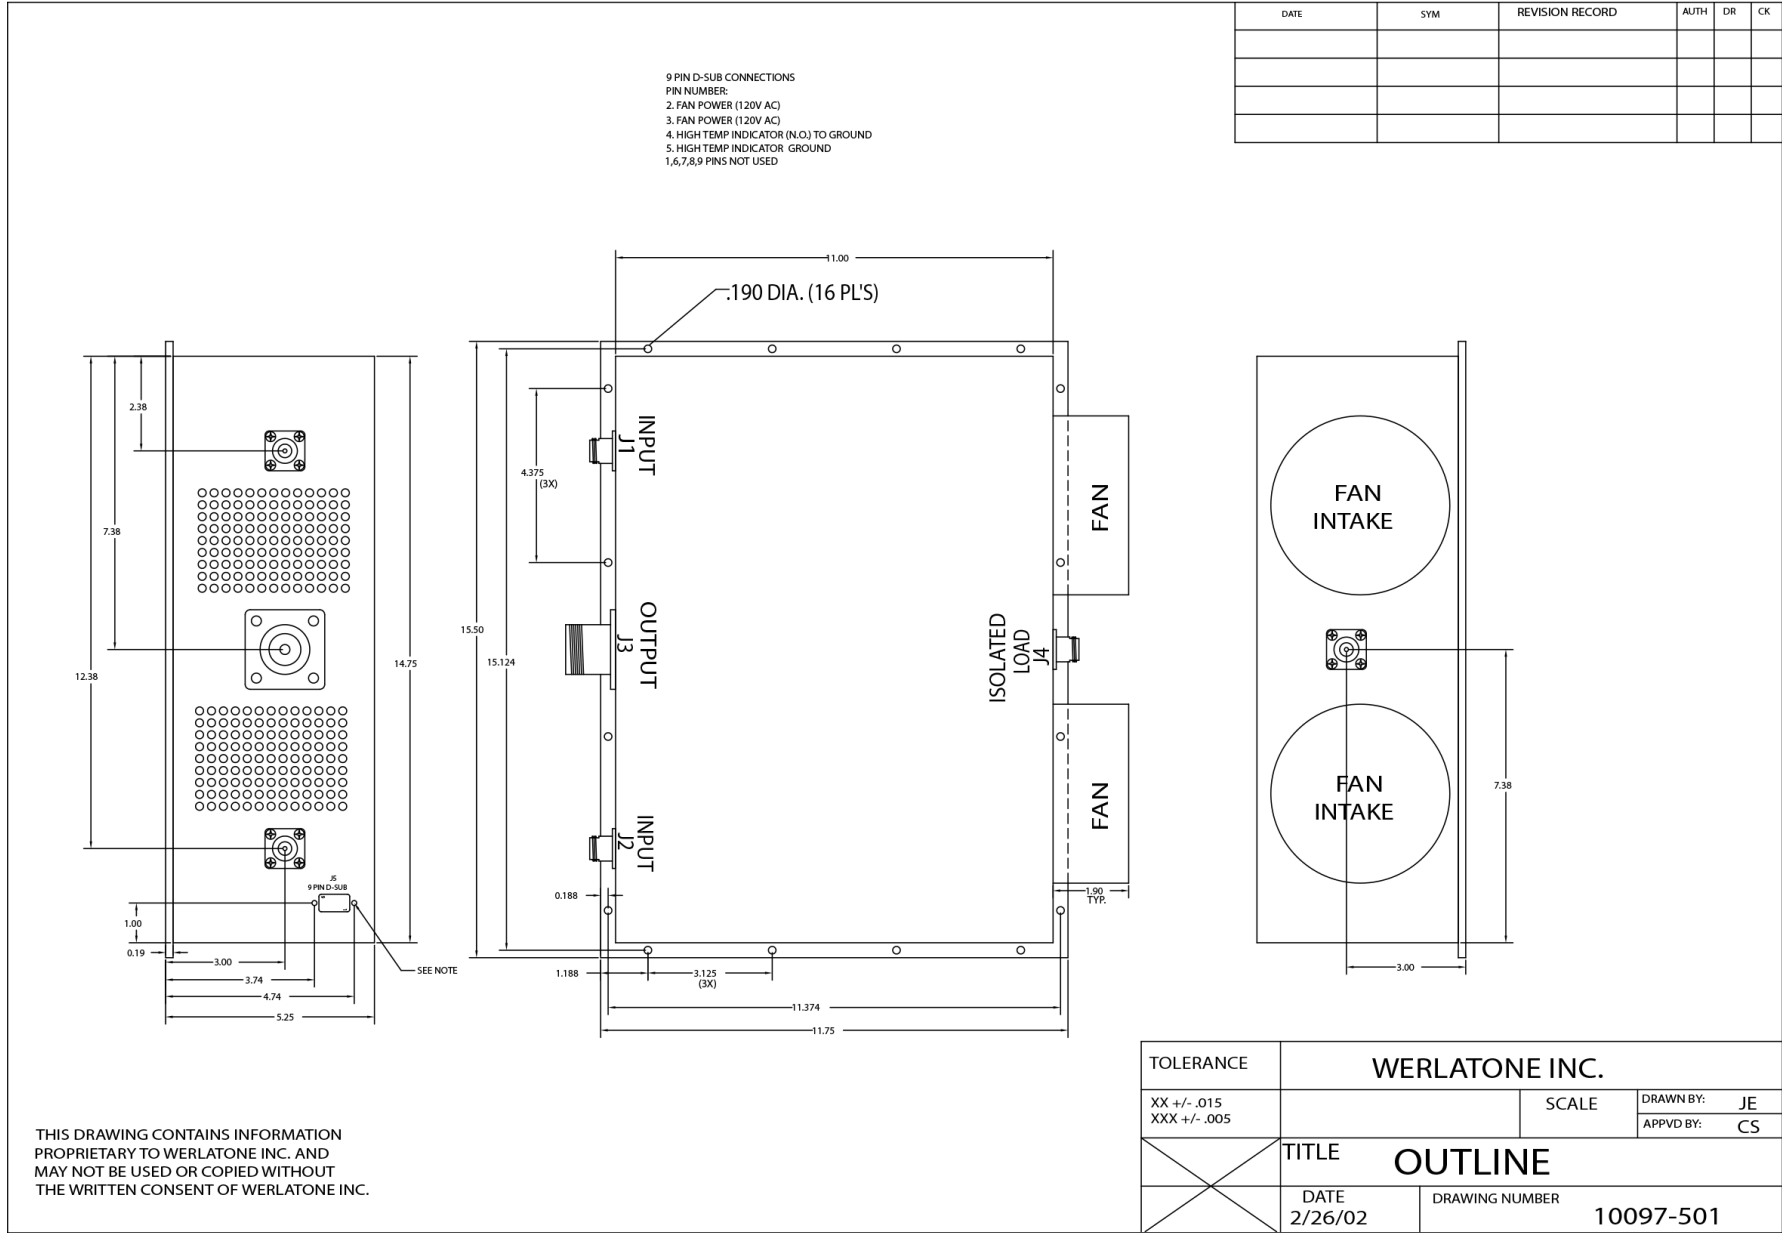 DATE SYM REVISION RECORD AUTH DR CK
9 PIN D-SUB CONNECTIONS
PIN NUMBER:
2. FAN POWER (120V AC)
3. FAN POWER (120V AC)
4. HIGH TEMP INDICATOR (N.O.) TO GROUND
5. HIGH TEMP INDICATOR GROUND
1,6,7,8,9 PINS NOT USED
2.38
7.38
12.38
14.75
J5
9 PIN D-SUB
1.00
0.19
3.00
3.74
4.74
5.25
SEE NOTE
11.00
.190 DIA. (16 PL'S)
4.375
(3X)
15.50
15.124
INPUT
J1
OUTPUT
J3
INPUT
J2
ISOLATED
LOAD
J4
FAN
FAN
0.188
1.90
TYP.
1.188
3.125
(3X)
11.374
11.75
FAN
INTAKE
FAN
INTAKE
7.38
3.00
THIS DRAWING CONTAINS INFORMATION
PROPRIETARY TO WERLATONE INC. AND
MAY NOT BE USED OR COPIED WITHOUT
THE WRITTEN CONSENT OF WERLATONE INC.
TOLERANCE
WERLATONE INC.
XX +/- .015
XXX +/- .005
SCALE
DRAWN BY: JE
APPVD BY: CS
TITLE OUTLINE
DATE
2/26/02
DRAWING NUMBER
10097-501